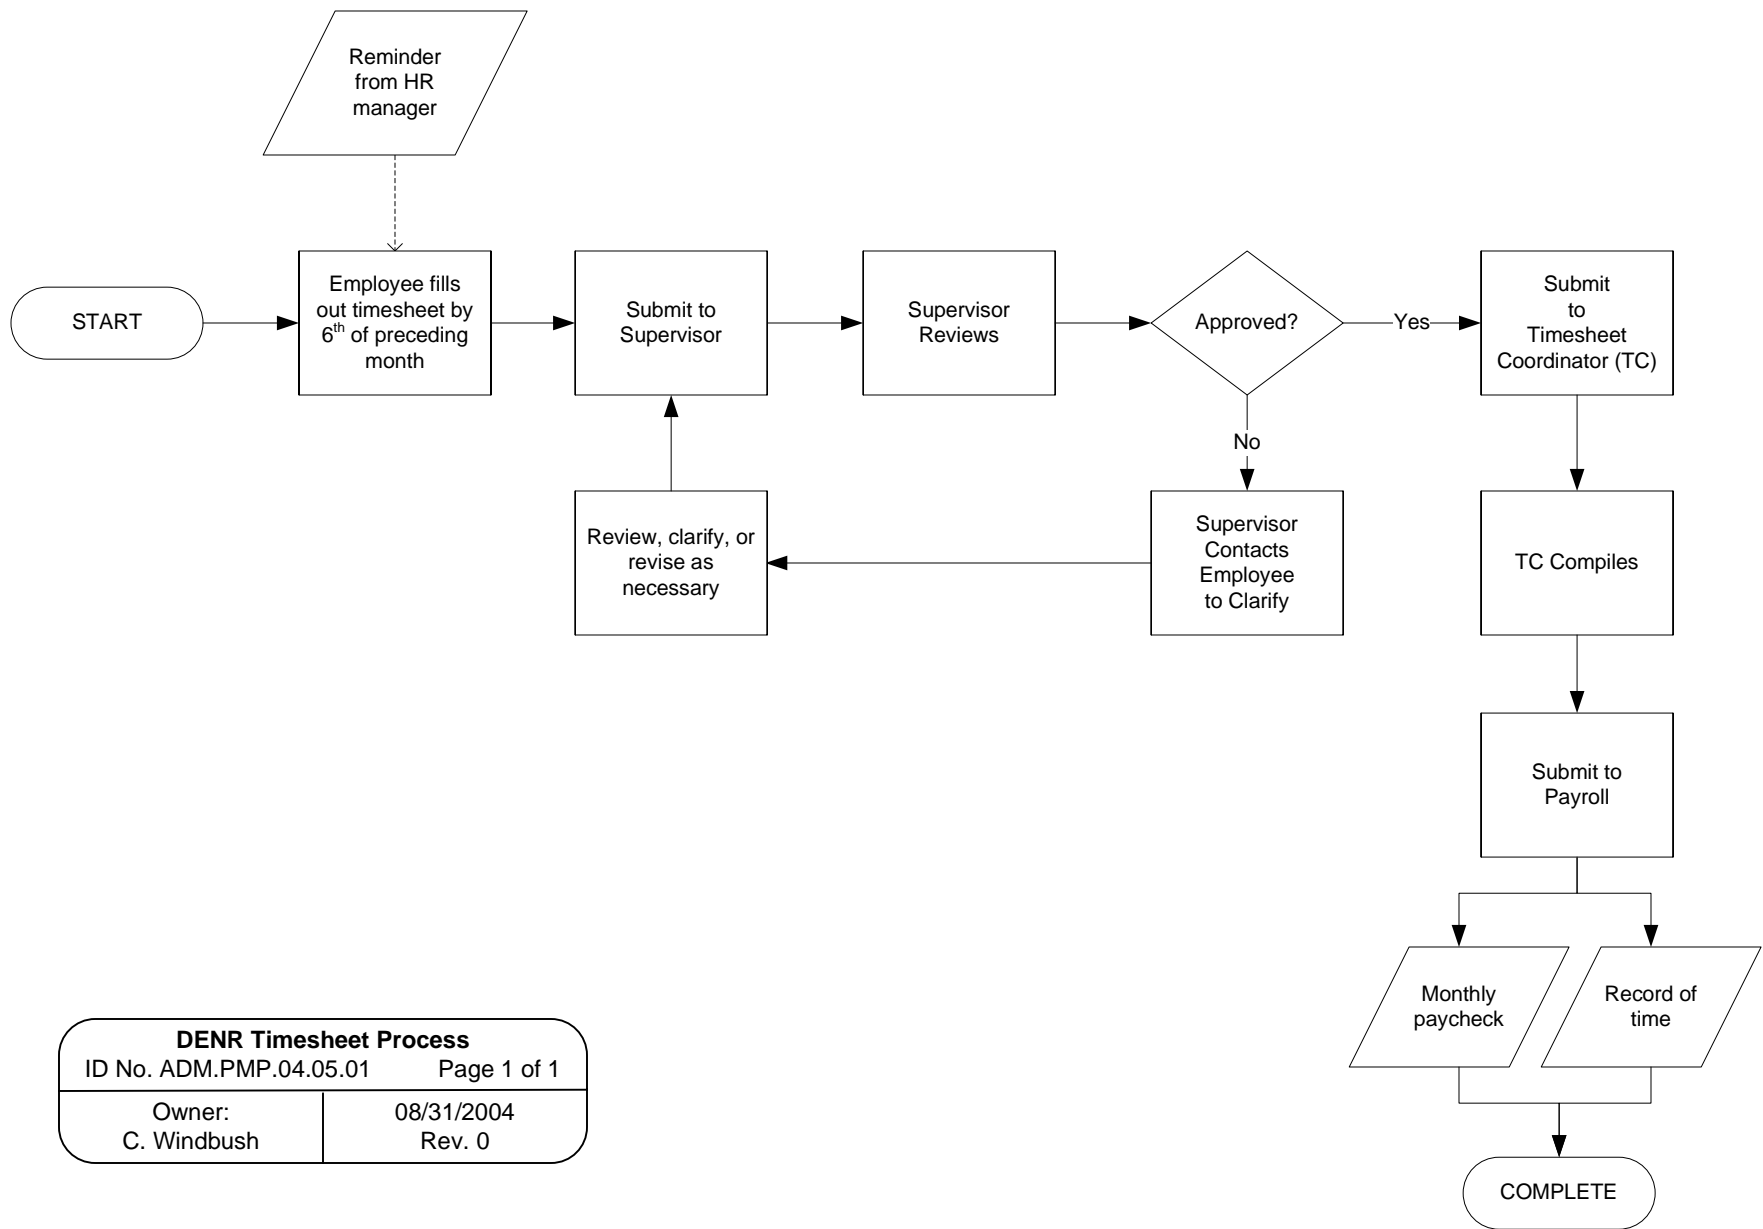 Reminder
from HR
manager
START
Employee fills
out timesheet by
6th of preceding
month
Submit to
Supervisor
Supervisor
Reviews
Approved?
Yes
Submit
to
Timesheet
Coordinator (TC)
No
Review, clarify, or
revise as
necessary
Supervisor
Contacts
Employee
to Clarify
TC Compiles
Submit to
Payroll
Monthly
paycheck
Record of
time
COMPLETE
DENR Timesheet Process
ID No. ADM.PMP.04.05.01 Page 1 of 1
Owner:
C. Windbush
08/31/2004
Rev. 0